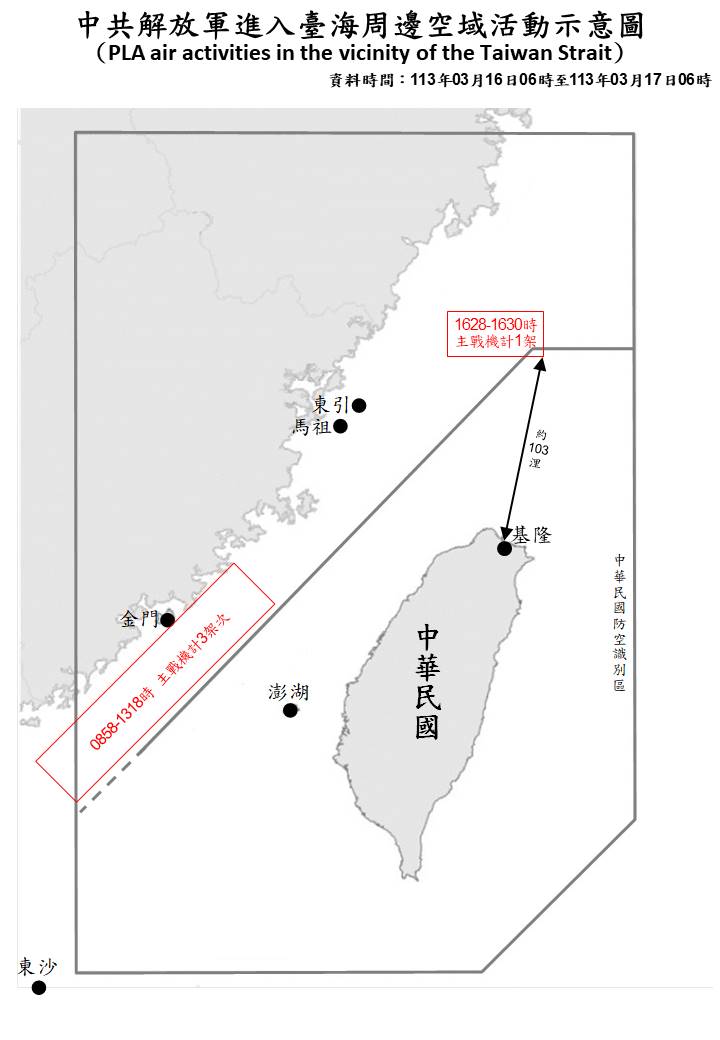 中共解放軍進入臺海周邊空域活動示意圖
（PLA air activities in the vicinity of the Taiwan Strait）
資料時間：113年03月16日06時至113年03月17日06時
1628-1630時
主戰機計1架
東引
馬祖
約
103
浬
基隆
中華民國防空識別區
金門
中華民國
0858-1318時 主戰機計3架次
澎湖
東沙